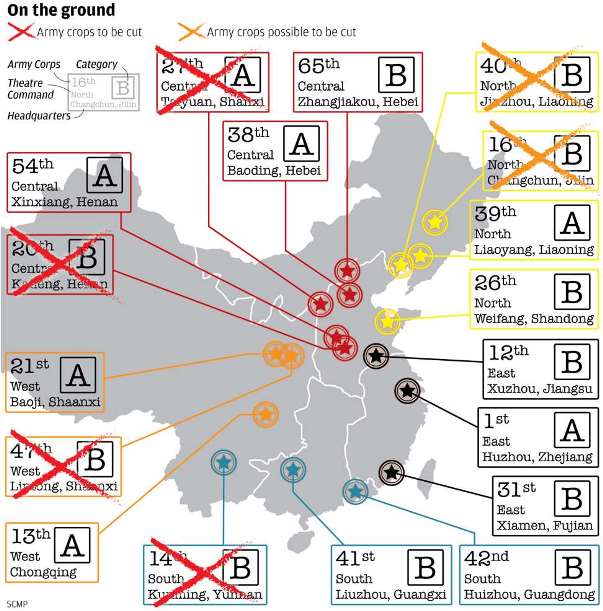 On the ground
Army crops to be cut
Army crops possible to be cut
Army Corps
Category
Theatre
Command
Headquarters
16th
B
North
Changchun, Jilin
27th
A
Central
Taiyuan, Shanxi
65th
B
Central
Zhangjiakou, Hebei
40th
B
North
Jinzhou, Liaoning
38th
A
Central
Baoding, Hebei
16th
B
North
Changchun, Jilin
54th
A
Central
Xinxiang, Henan
39th
A
North
Liaoyang, Liaoning
20th
B
Central
Kaifeng, Henan
26th
B
North
Weifang, Shandong
21st
A
West
Baoji, Shaanxi
12th
B
East
Xuzhou, Jiangsu
1st
A
East
Huzhou, Zhejiang
47th
B
West
Lintong, Shaanxi
31st
B
East
Xiamen, Fujian
13th
A
West
Chongqing
14th
B
South
Kunming, Yunnan
41st
B
South
Liuzhou, Guangxi
42nd
B
South
Huizhou, Guangdong
SCMP